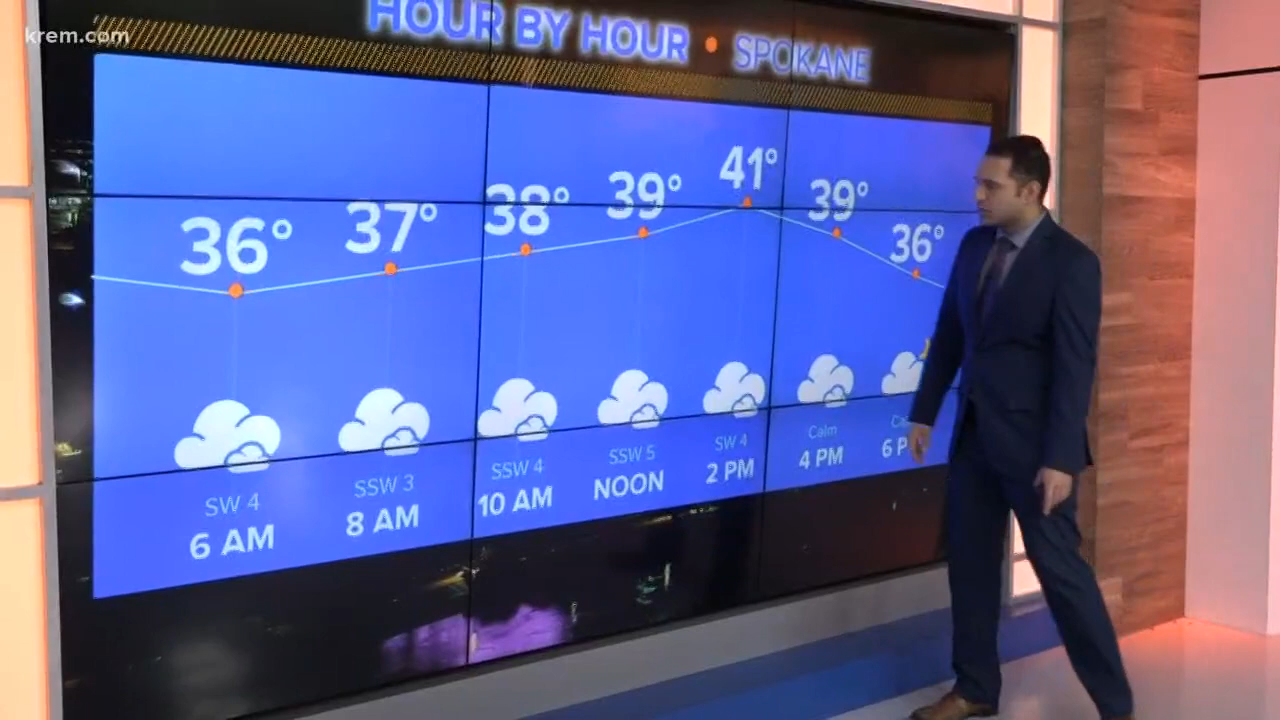 krem.com
HOUR BY HOUR • SPOKANE
36° 37° 38° 39° 41° 39° 36°
SW 4 SSW 3 SSW 4 SSW 5 SW 4 Calm
6 AM 8 AM 10 AM NOON 2 PM 4 PM 6